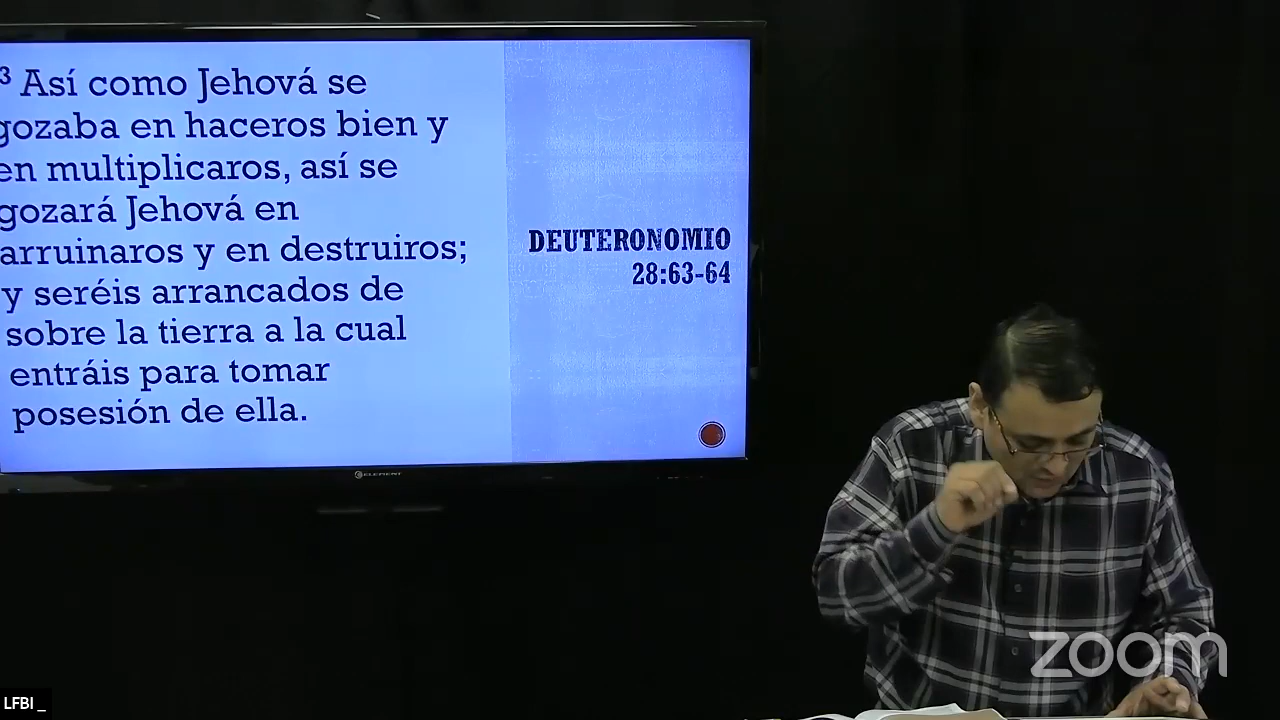 3 Así como Jehová se
gozaba en haceros bien y
en multiplicaros, así se
gozará Jehová en
arruinaros y en destruiros;
y seréis arrancados de
sobre la tierra a la cual
entráis para tomar
posesión de ella.
DEUTERONOMIO
28:63-64
ELEMENT
zoom
LFBI _